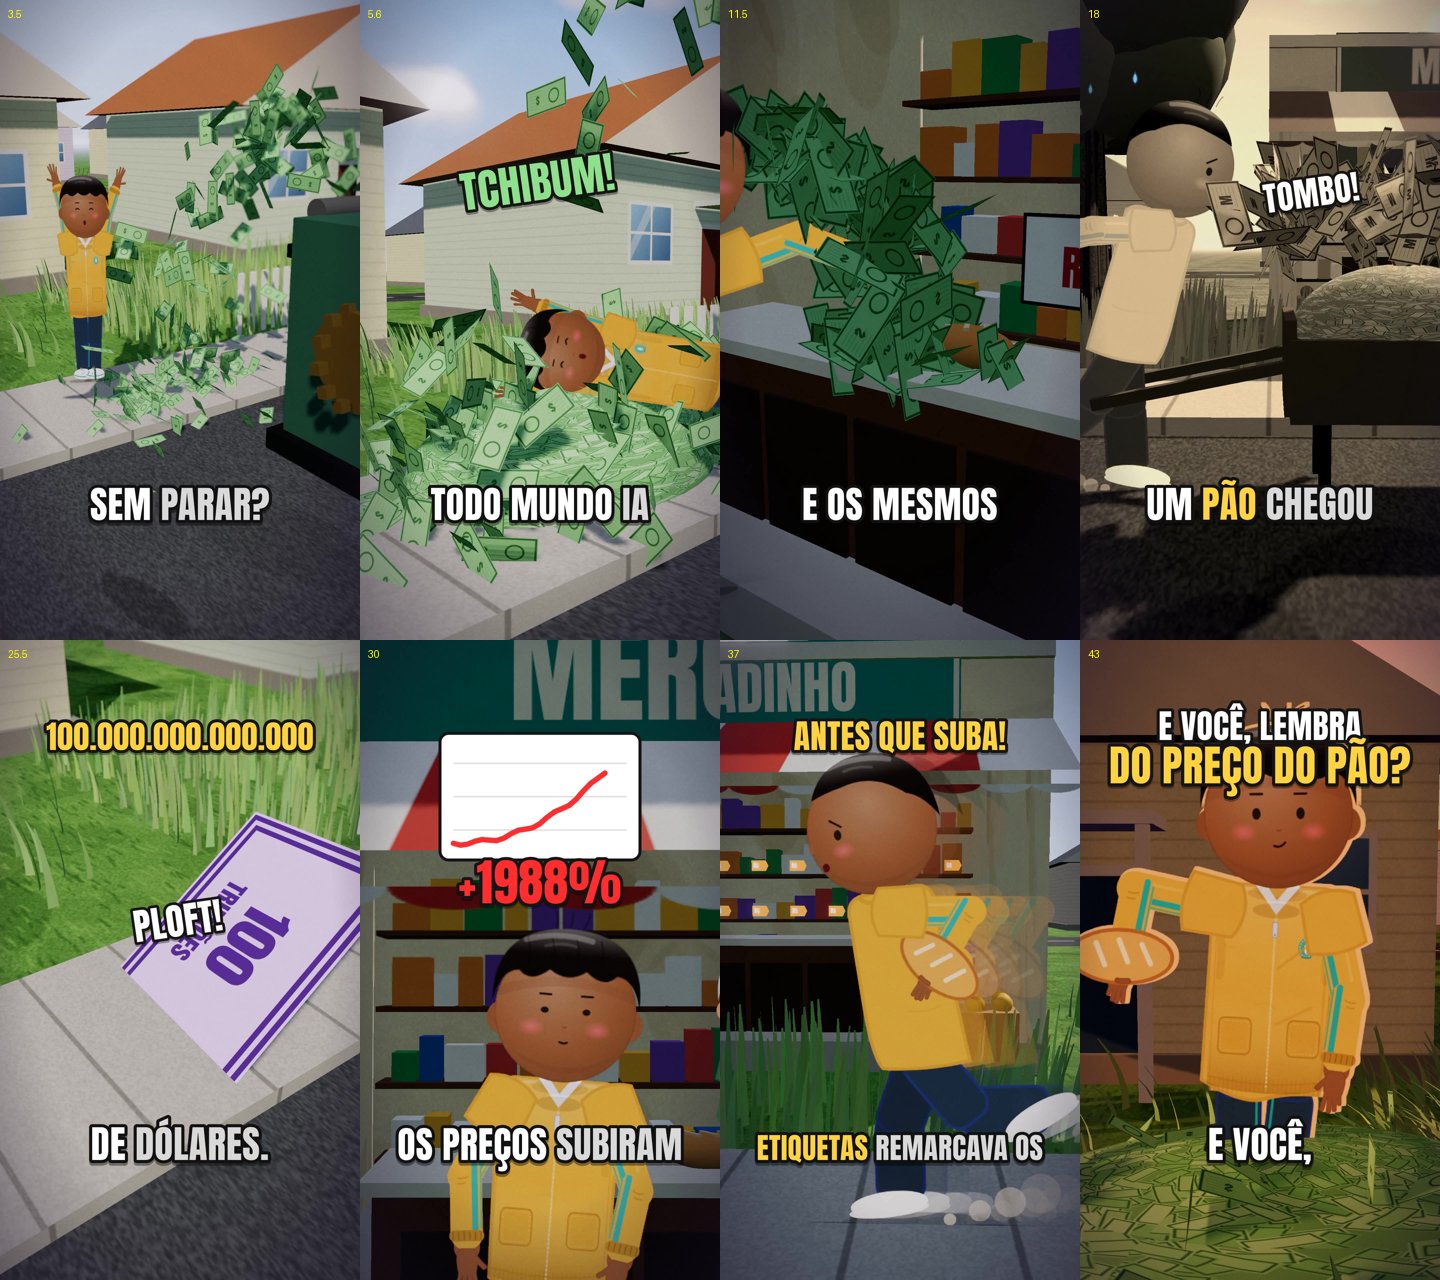 3.5
SEM PARAR?
5.6
TCHIBUM!
TODO MUNDO IA
11.5
E OS MESMOS
18
TOMBO!
UM PÃO CHEGOU
25.5
100.000.000.000.000
PLOFT!
100
DE DÓLARES.
30
+1988%
OS PREÇOS SUBIRAM
37
ADINHO
ANTES QUE SUBA!
ETIQUETAS REMARCAVA OS
43
E VOCÊ, LEMBRA
DO PREÇO DO PÃO?
E VOCÊ,